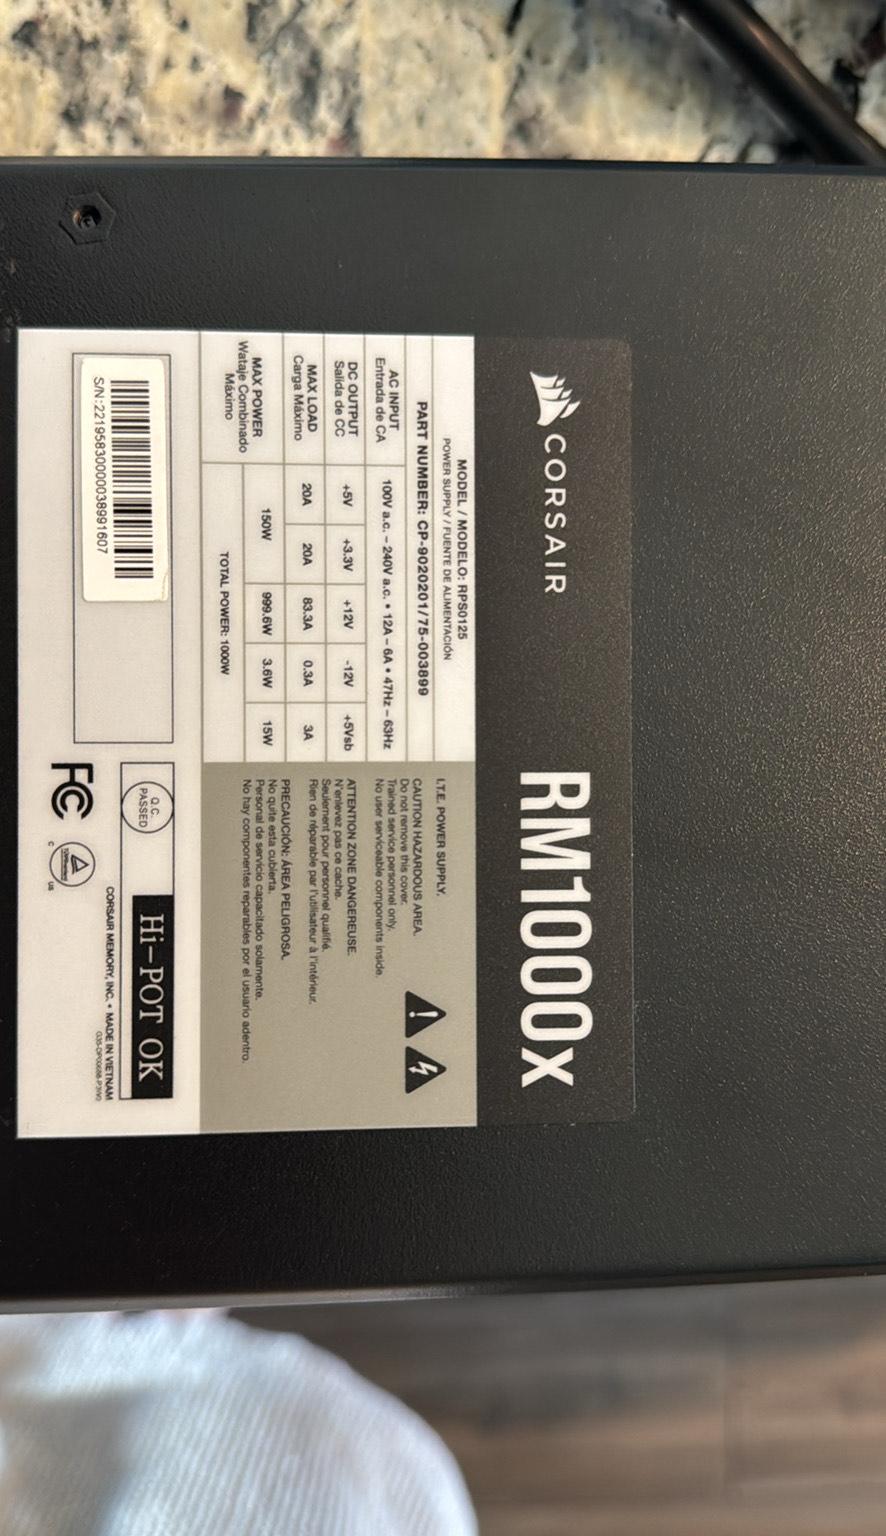 CORSAIR
RM1000x
MODEL / MODELO: RPS0125
POWER SUPPLY / FUENTE DE ALIMENTACIÓN
PART NUMBER: CP-9020201/75-003899
AC INPUT
Entrada de CA
100V a.c. – 240V a.c. • 12A – 6A • 47Hz – 63Hz
DC OUTPUT
Salida de CC
+5V +3.3V +12V -12V +5Vsb
MAX LOAD
Carga Máximo
20A 20A 83.3A 0.3A 3A
MAX POWER
Wataje Combinado
Máximo
150W 999.6W 3.6W 15W
TOTAL POWER: 1000W
I.T.E. POWER SUPPLY.
CAUTION HAZARDOUS AREA.
Do not remove this cover.
Trained service personnel only.
No user serviceable components inside.
ATTENTION ZONE DANGEREUSE.
N'enlevez pas ce cache.
Seulement pour personnel qualifié.
Rien de réparable par l'utilisateur à l'intérieur.
PRECAUCIÓN: ÁREA PELIGROSA.
No quite esta cubierta.
Personal de servicio capacitado solamente.
No hay componentes reparables por el usuario adentro.
S/N:22195830000038991607
Q.C.
PASSED
Hi-POT OK
FC
C US
CORSAIR MEMORY, INC. • MADE IN VIETNAM